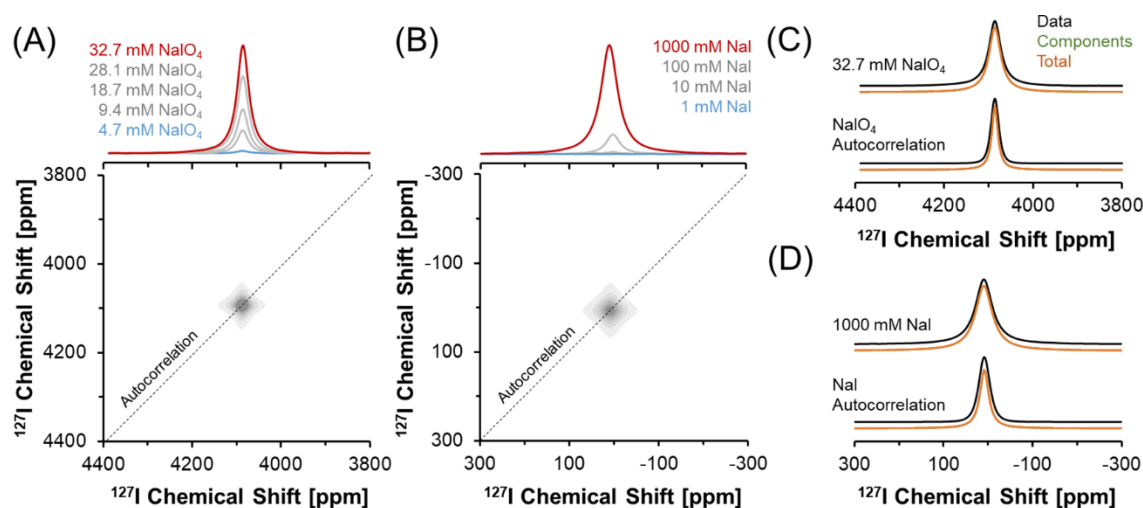 (A)
32.7 mM NaIO₄
28.1 mM NaIO₄
18.7 mM NaIO₄
9.4 mM NaIO₄
4.7 mM NaIO₄
3800
4000
4200
4400
¹²⁷I Chemical Shift [ppm]
Autocorrelation
4400 4200 4000 3800
¹²⁷I Chemical Shift [ppm]
(B)
1000 mM NaI
100 mM NaI
10 mM NaI
1 mM NaI
-300
-100
100
300
¹²⁷I Chemical Shift [ppm]
Autocorrelation
300 100 -100 -300
¹²⁷I Chemical Shift [ppm]
(C)
Data
Components
Total
32.7 mM NaIO₄
NaIO₄
Autocorrelation
4400 4200 4000 3800
¹²⁷I Chemical Shift [ppm]
(D)
1000 mM NaI
NaI
Autocorrelation
300 100 -100 -300
¹²⁷I Chemical Shift [ppm]